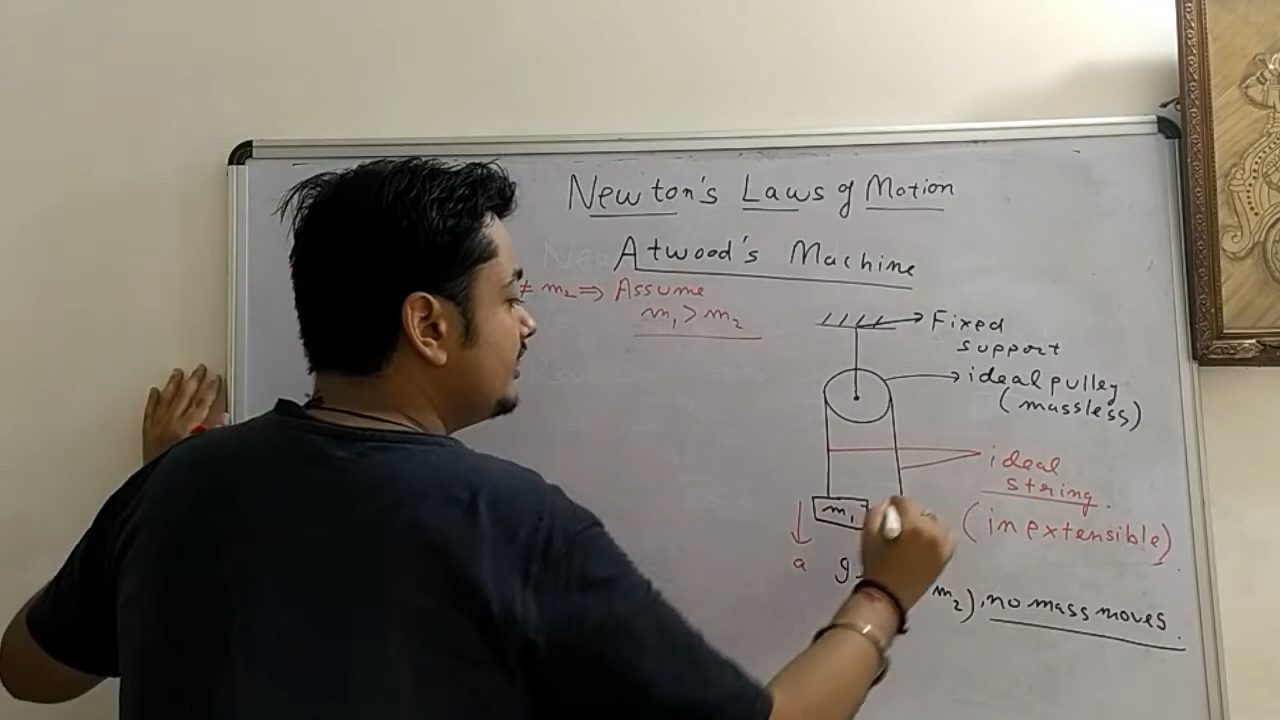 Newton's Laws of Motion
Atwood's Machine
≠ m₂ ⇒ Assume
m₁ > m₂
Fixed
support
ideal pulley
(massless)
ideal
string.
(inextensible)
m₁
a
m₂), no mass moves.